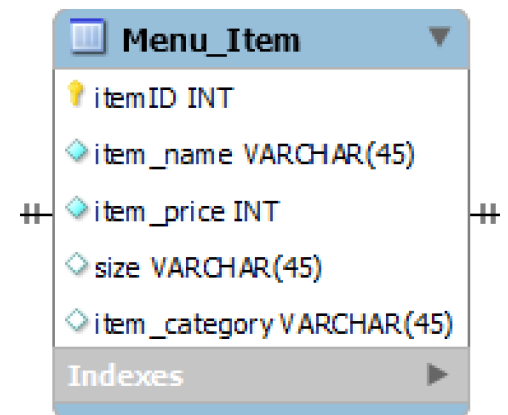 Menu_Item
itemID INT
item_name VARCHAR(45)
item_price INT
size VARCHAR(45)
item_category VARCHAR(45)
Indexes